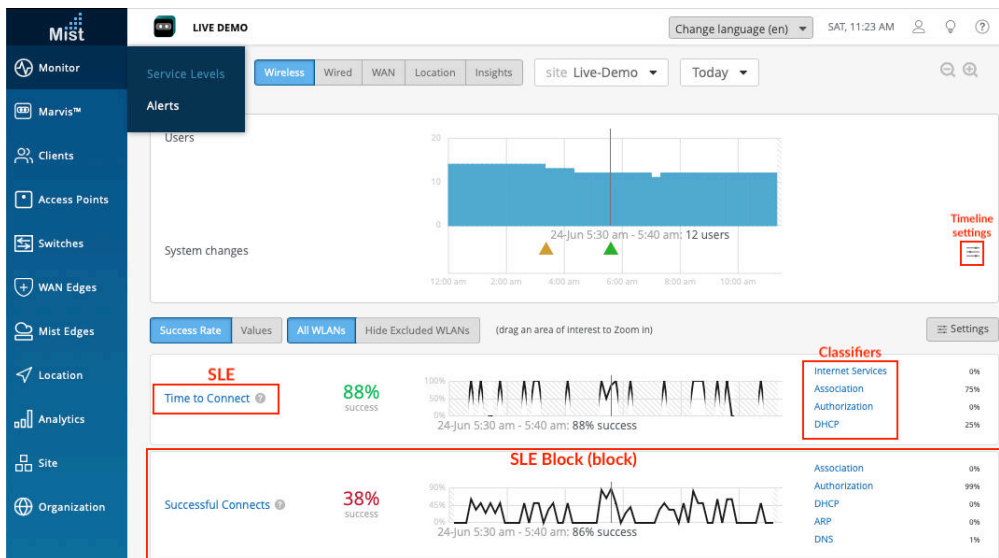 Mist
LIVE DEMO
Change language (en)
SAT, 11:23 AM
Monitor
Marvis™
Clients
Access Points
Switches
WAN Edges
Mist Edges
Location
Analytics
Site
Organization
Service Levels
Alerts
Wireless Wired WAN Location Insights
site Live-Demo
Today
Users
20
10
0
24-Jun 5:30 am - 5:40 am: 12 users
System changes
12:00 am 2:00 am 4:00 am 6:00 am 8:00 am 10:00 am
Timeline
settings
Success Rate Values
All WLANs Hide Excluded WLANs
(drag an area of interest to Zoom in)
Settings
SLE
Time to Connect
88%
success
100%
50%
0%
24-Jun 5:30 am - 5:40 am: 88% success
Classifiers
Internet Services 0%
Association 75%
Authorization 0%
DHCP 25%
SLE Block (block)
Successful Connects
38%
success
90%
45%
0%
24-Jun 5:30 am - 5:40 am: 86% success
Association 0%
Authorization 99%
DHCP 0%
ARP 0%
DNS 1%